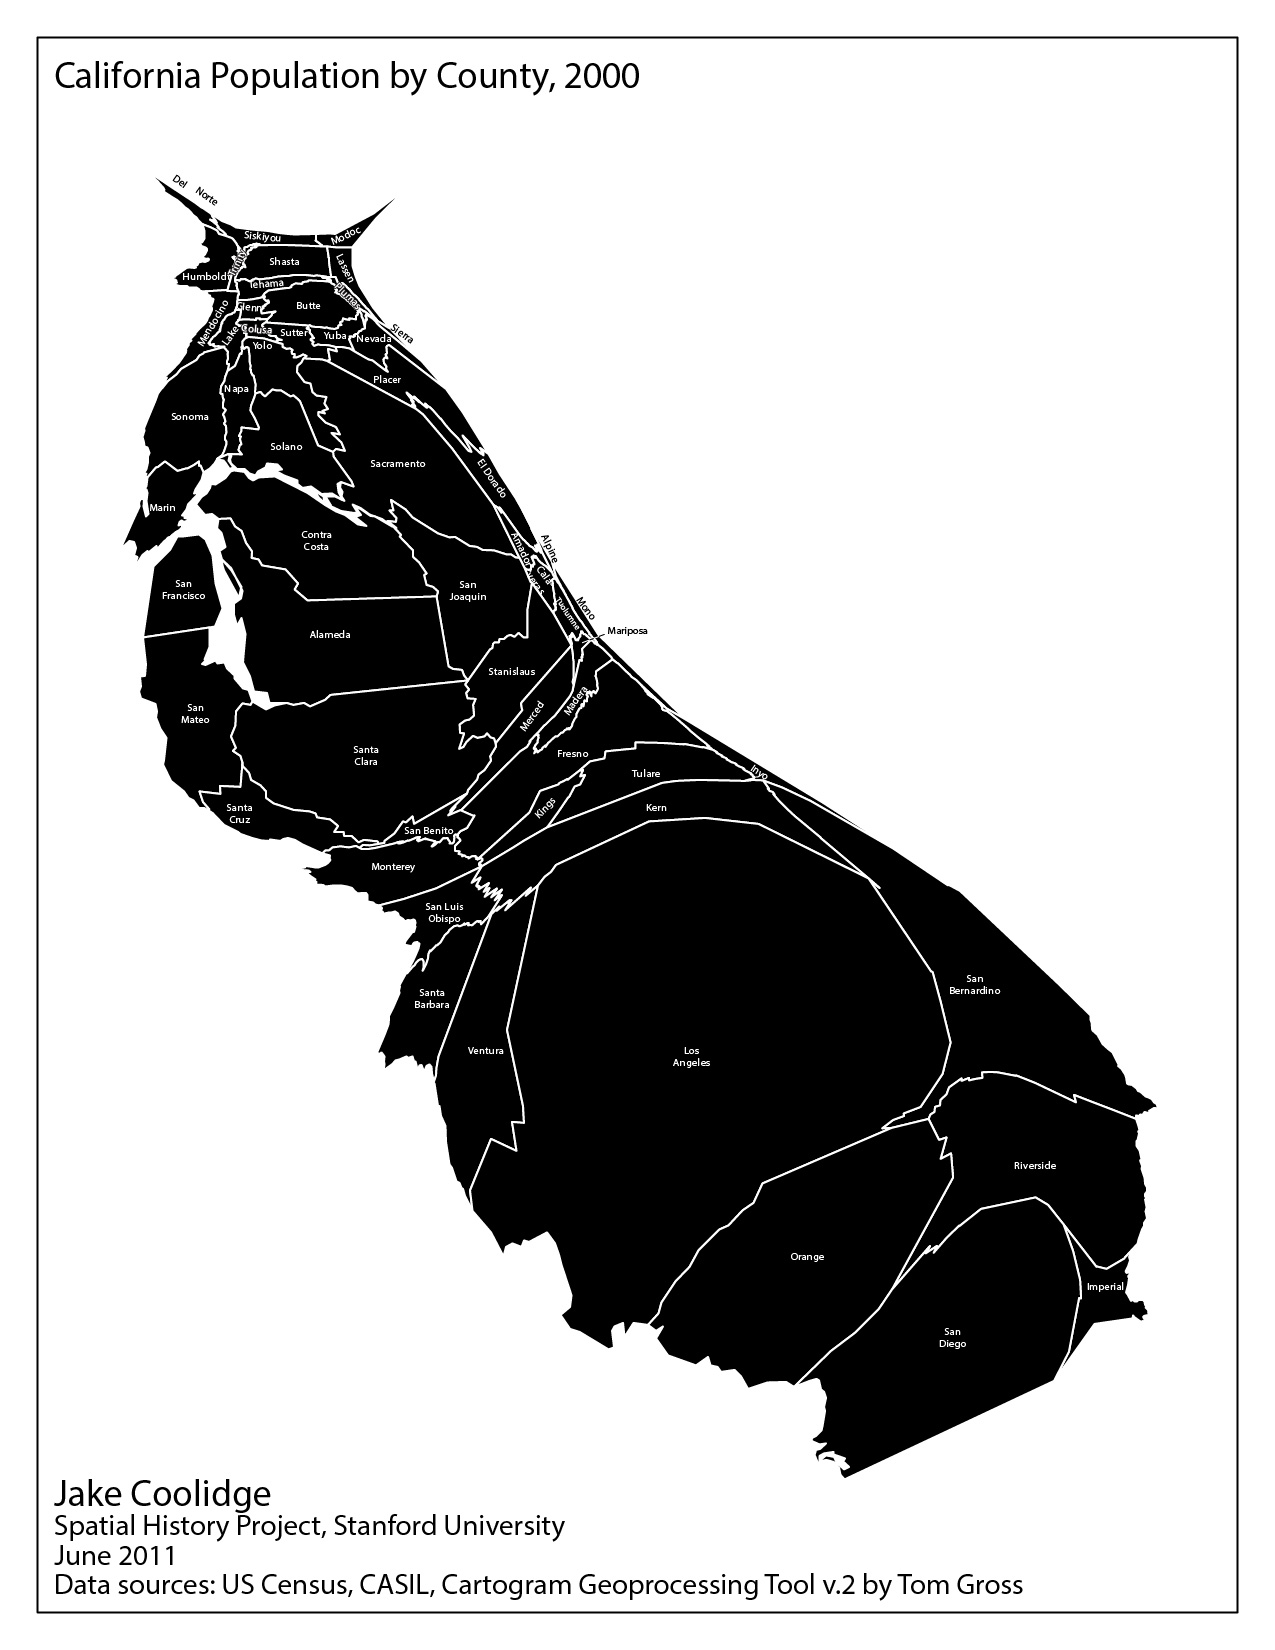 California Population by County, 2000
Del Norte
Siskiyou
Modoc
Shasta
Lassen
Humboldt
Trinity
Tehama
Plumas
Glenn
Butte
Mendocino
Lake
Colusa
Sutter
Yuba
Nevada
Sierra
Yolo
Placer
Napa
Sonoma
Solano
Sacramento
El Dorado
Marin
Contra
Costa
Amador
Alpine
Calaveras
San
Francisco
San
Joaquin
Tuolumne
Mono
Alameda
Mariposa
Stanislaus
San
Mateo
Merced
Madera
Santa
Clara
Fresno
Tulare
Inyo
Santa
Cruz
Kings
Kern
San Benito
Monterey
San Luis
Obispo
Santa
Barbara
San
Bernardino
Ventura
Los
Angeles
Riverside
Orange
Imperial
San
Diego
Jake Coolidge
Spatial History Project, Stanford University
June 2011
Data sources: US Census, CASIL, Cartogram Geoprocessing Tool v.2 by Tom Gross